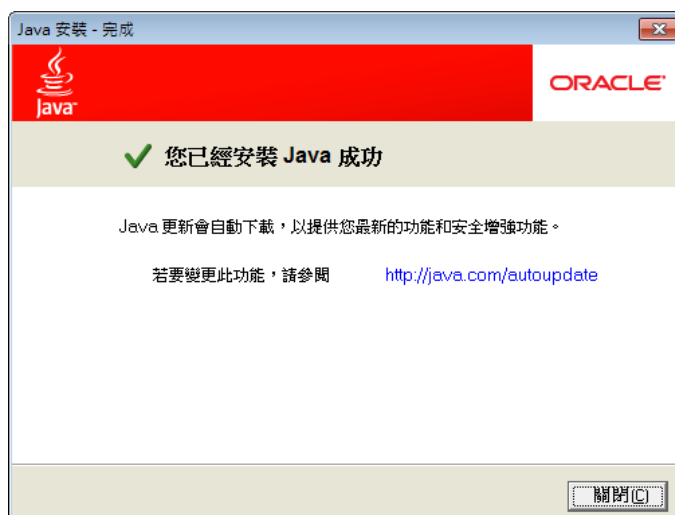 Java 安裝 - 完成
Java
ORACLE
您已經安裝 Java 成功
Java 更新會自動下載，以提供您最新的功能和安全增強功能。
若要變更此功能，請參閱 http://java.com/autoupdate
關閉(C)